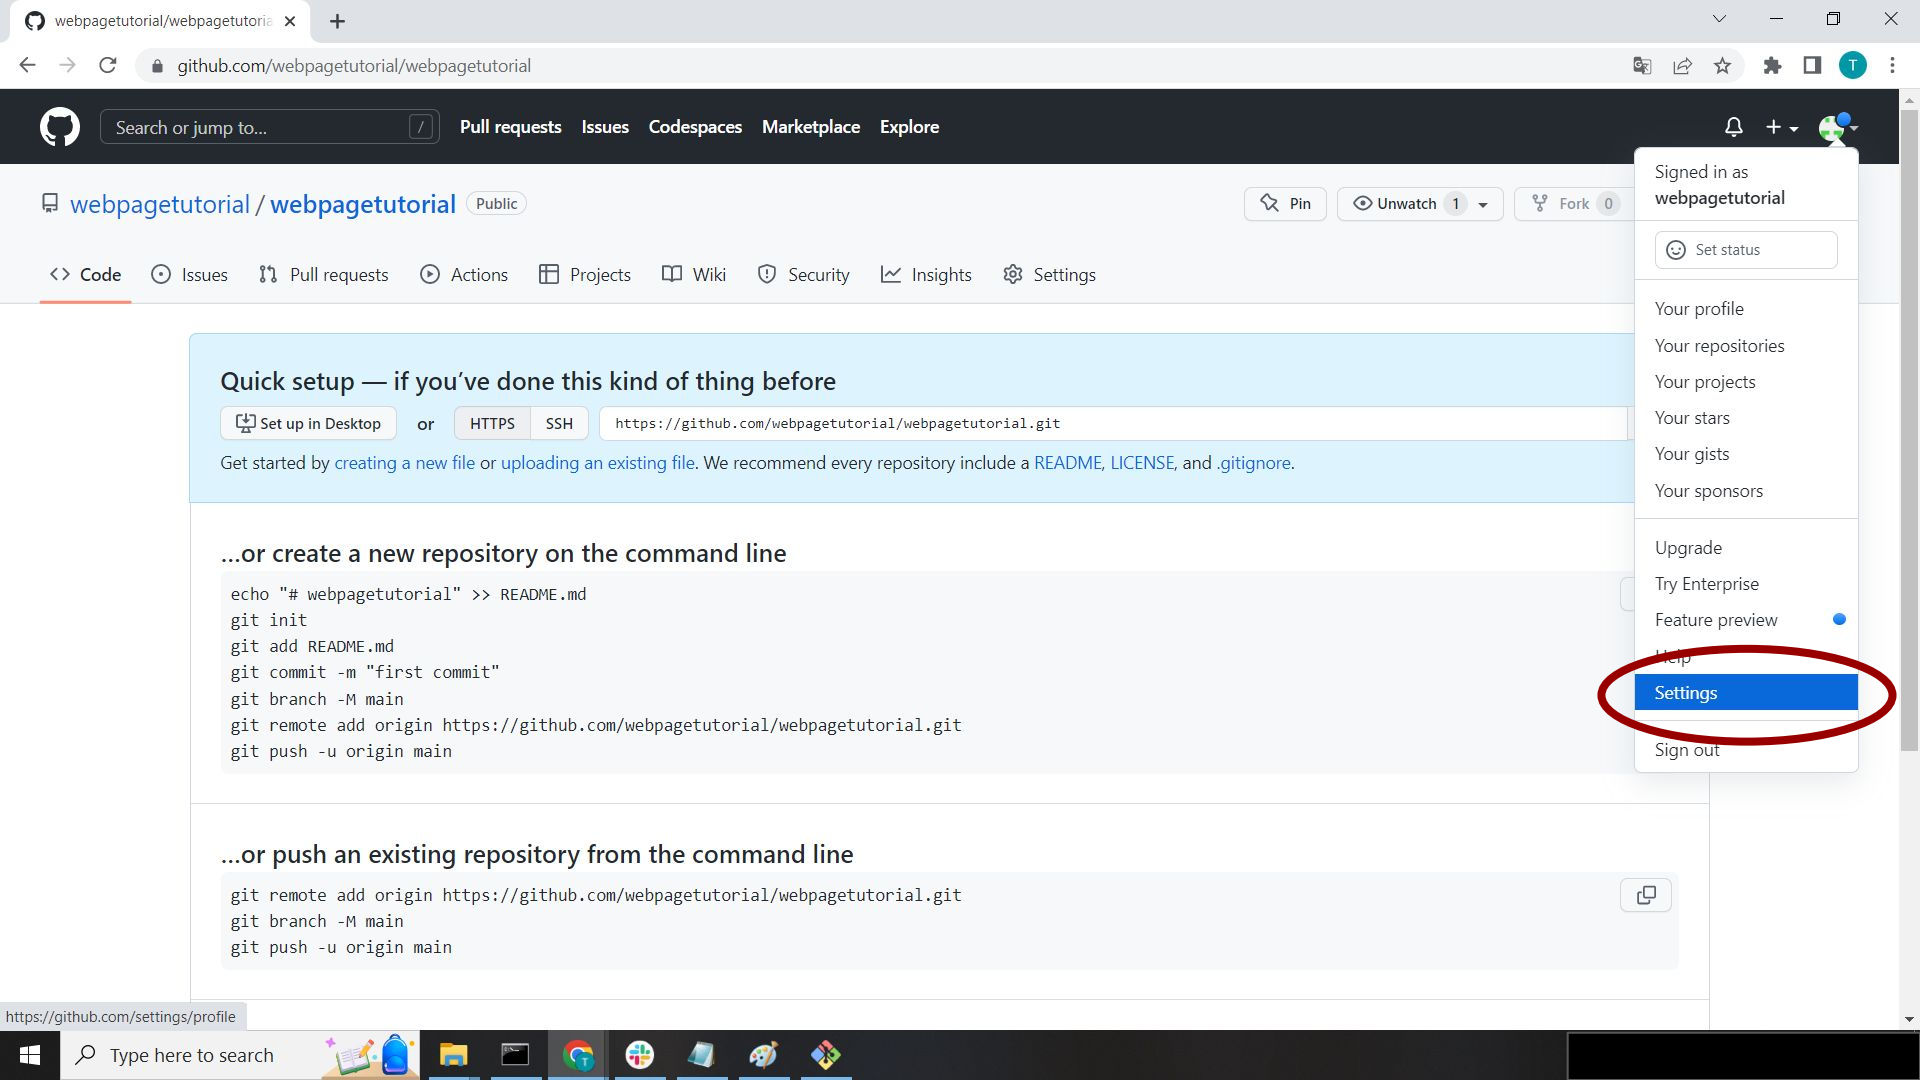 webpagetutorial/webpagetutoria
github.com/webpagetutorial/webpagetutorial
T
Search or jump to...
/
Pull requests
Issues
Codespaces
Marketplace
Explore
Signed in as
webpagetutorial
webpagetutorial / webpagetutorial
Public
Pin
Unwatch 1
Fork 0
Set status
Code
Issues
Pull requests
Actions
Projects
Wiki
Security
Insights
Settings
Your profile
Your repositories
Your projects
Your stars
Your gists
Your sponsors
Upgrade
Try Enterprise
Feature preview
Help
Settings
Sign out
Quick setup — if you’ve done this kind of thing before
Set up in Desktop or HTTPS SSH https://github.com/webpagetutorial/webpagetutorial.git
Get started by creating a new file or uploading an existing file. We recommend every repository include a README, LICENSE, and .gitignore.
…or create a new repository on the command line
echo "# webpagetutorial" >> README.md
git init
git add README.md
git commit -m "first commit"
git branch -M main
git remote add origin https://github.com/webpagetutorial/webpagetutorial.git
git push -u origin main
…or push an existing repository from the command line
git remote add origin https://github.com/webpagetutorial/webpagetutorial.git
git branch -M main
git push -u origin main
https://github.com/settings/profile
Type here to search
T